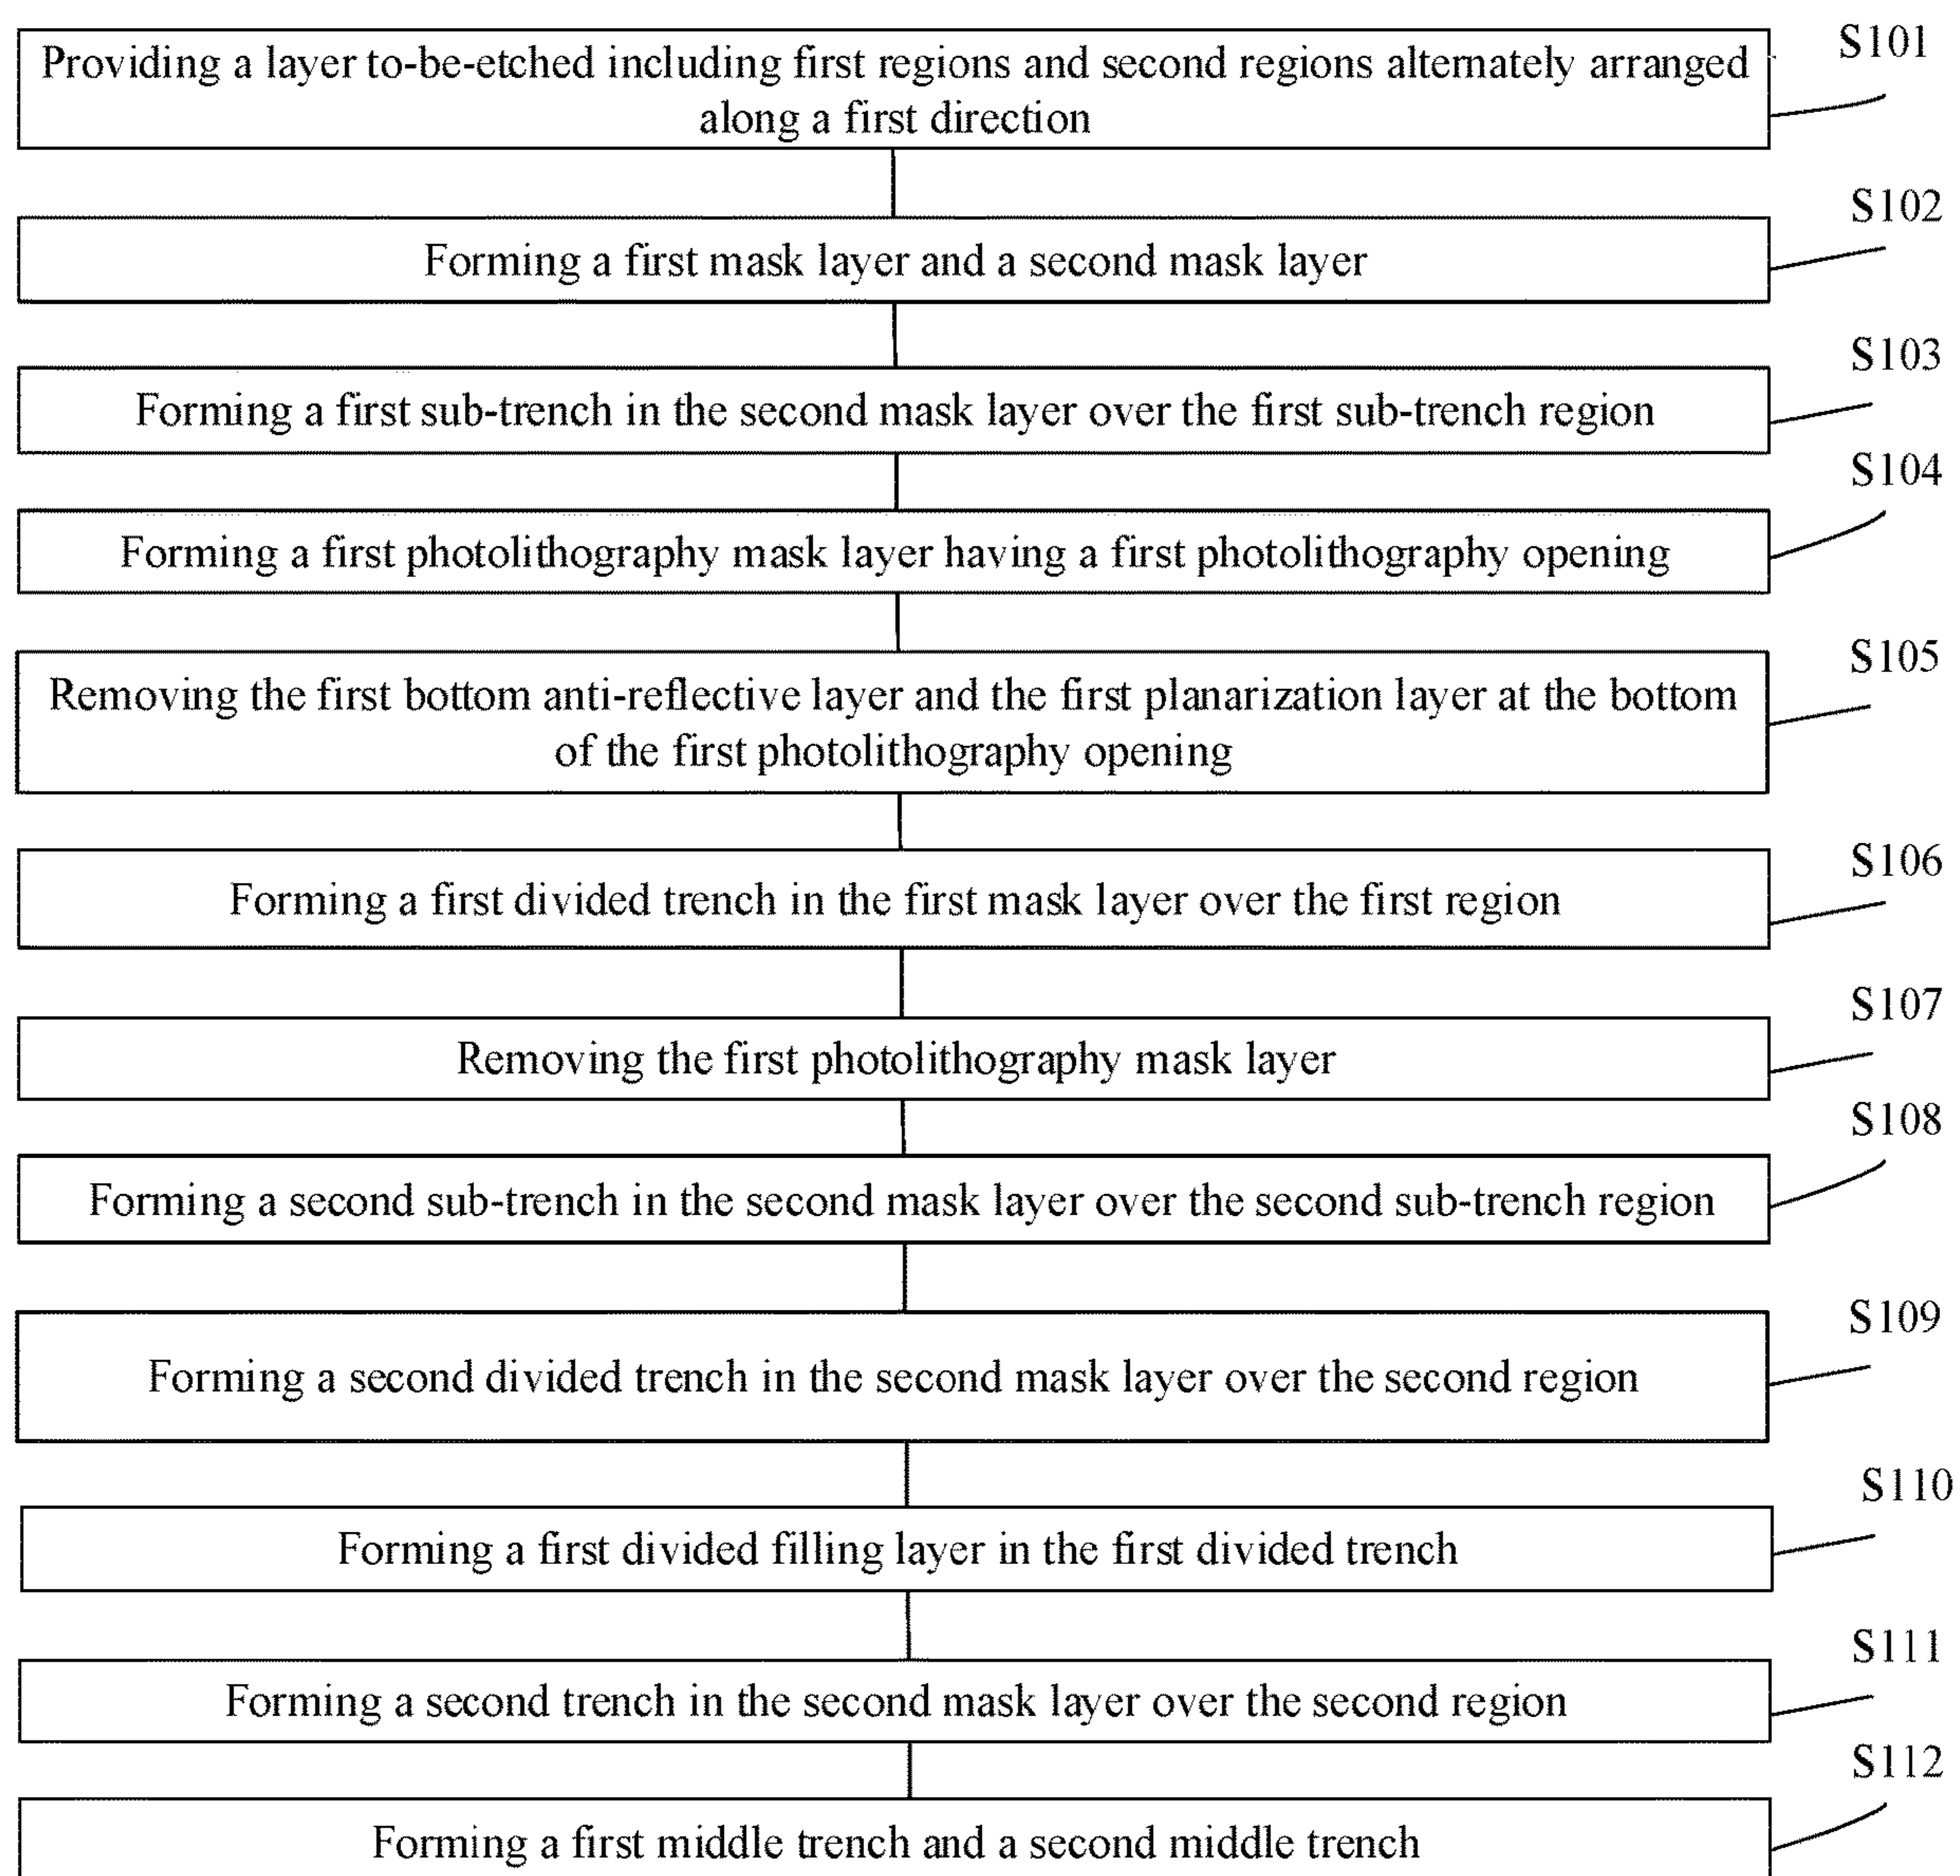 S101
Providing a layer to-be-etched including first regions and second regions alternately arranged
along a first direction
S102
Forming a first mask layer and a second mask layer
S103
Forming a first sub-trench in the second mask layer over the first sub-trench region
S104
Forming a first photolithography mask layer having a first photolithography opening
S105
Removing the first bottom anti-reflective layer and the first planarization layer at the bottom
of the first photolithography opening
S106
Forming a first divided trench in the first mask layer over the first region
S107
Removing the first photolithography mask layer
S108
Forming a second sub-trench in the second mask layer over the second sub-trench region
S109
Forming a second divided trench in the second mask layer over the second region
S110
Forming a first divided filling layer in the first divided trench
S111
Forming a second trench in the second mask layer over the second region
S112
Forming a first middle trench and a second middle trench